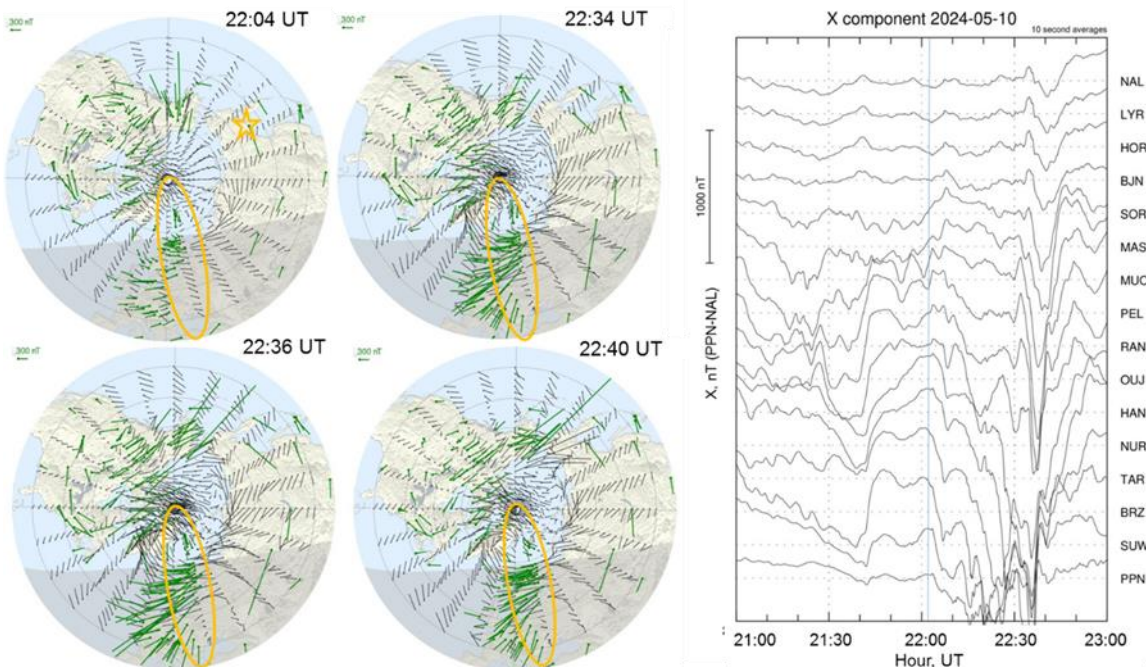 300 nT
22:04 UT
300 nT
22:34 UT
300 nT
22:36 UT
300 nT
22:40 UT
X component 2024-05-10
10 second averages
X, nT (PPN-NAL)
1000 nT
NAL
LYR
HOR
BJN
SOR
MAS
MUO
PEL
RAN
OUJ
HAN
NUR
TAR
BRZ
SUW
PPN
21:00
21:30
22:00
22:30
23:00
Hour, UT